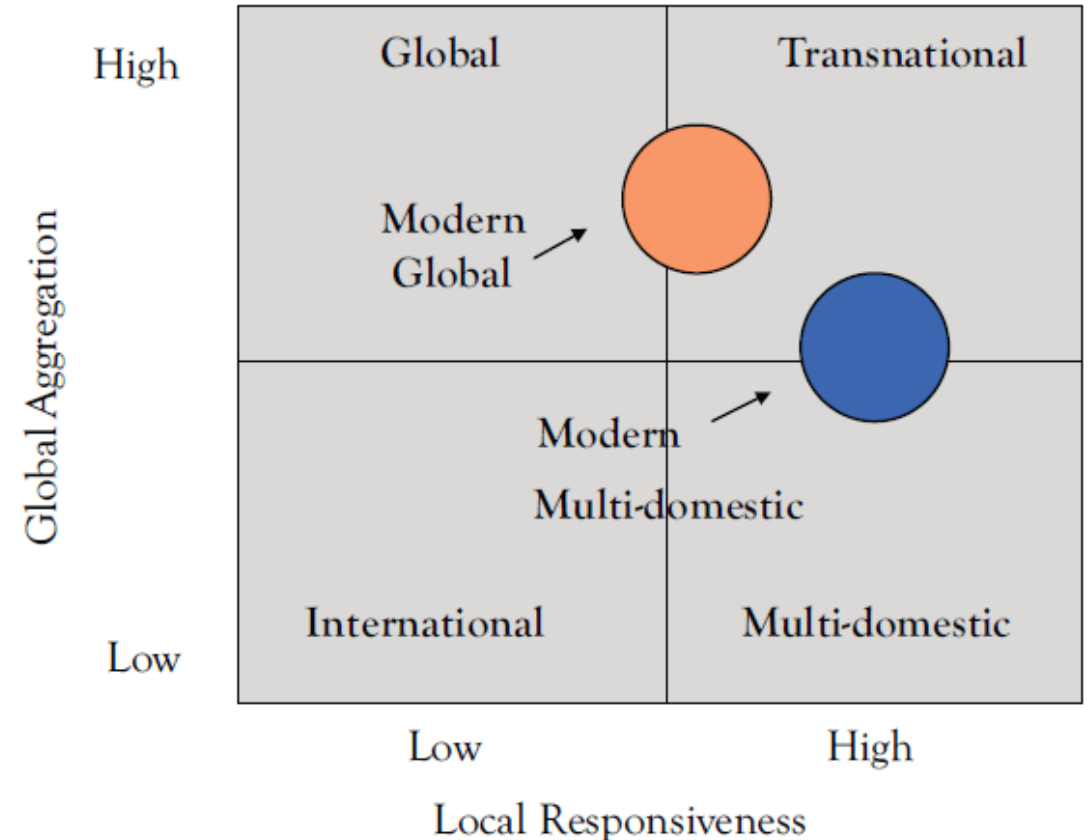 High
Global
Transnational
Modern
Global
Global Aggregation
Modern
Multi-domestic
International
Multi-domestic
Low
Low
High
Local Responsiveness